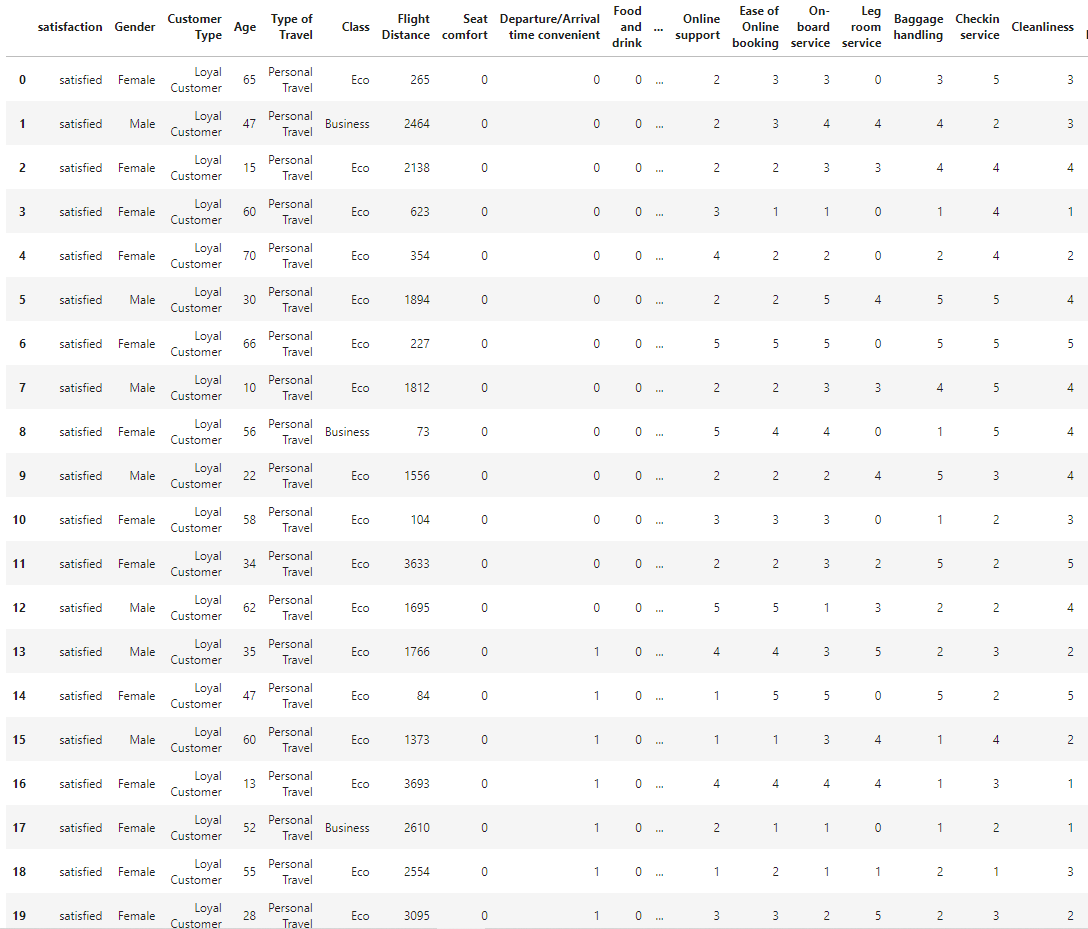 satisfaction Gender Customer Type Age Type of Travel Class Flight Distance Seat comfort Departure/Arrival time convenient Food and drink ... Online support Ease of Online booking On-board service Leg room service Baggage handling Checkin service Cleanliness
0 satisfied Female Loyal Customer 65 Personal Travel Eco 265 0 0 0 ... 2 3 3 0 3 5 3
1 satisfied Male Loyal Customer 47 Personal Travel Business 2464 0 0 0 ... 2 3 4 4 4 2 3
2 satisfied Female Loyal Customer 15 Personal Travel Eco 2138 0 0 0 ... 2 2 3 3 4 4 4
3 satisfied Female Loyal Customer 60 Personal Travel Eco 623 0 0 0 ... 3 1 1 0 1 4 1
4 satisfied Female Loyal Customer 70 Personal Travel Eco 354 0 0 0 ... 4 2 2 0 2 4 2
5 satisfied Male Loyal Customer 30 Personal Travel Eco 1894 0 0 0 ... 2 2 5 4 5 5 4
6 satisfied Female Loyal Customer 66 Personal Travel Eco 227 0 0 0 ... 5 5 5 0 5 5 5
7 satisfied Male Loyal Customer 10 Personal Travel Eco 1812 0 0 0 ... 2 2 3 3 4 5 4
8 satisfied Female Loyal Customer 56 Personal Travel Business 73 0 0 0 ... 5 4 4 0 1 5 4
9 satisfied Male Loyal Customer 22 Personal Travel Eco 1556 0 0 0 ... 2 2 2 4 5 3 4
10 satisfied Female Loyal Customer 58 Personal Travel Eco 104 0 0 0 ... 3 3 3 0 1 2 3
11 satisfied Female Loyal Customer 34 Personal Travel Eco 3633 0 0 0 ... 2 2 3 2 5 2 5
12 satisfied Male Loyal Customer 62 Personal Travel Eco 1695 0 0 0 ... 5 5 1 3 2 2 4
13 satisfied Male Loyal Customer 35 Personal Travel Eco 1766 0 1 0 ... 4 4 3 5 2 3 2
14 satisfied Female Loyal Customer 47 Personal Travel Eco 84 0 1 0 ... 1 5 5 0 5 2 5
15 satisfied Male Loyal Customer 60 Personal Travel Eco 1373 0 1 0 ... 1 1 3 4 1 4 2
16 satisfied Female Loyal Customer 13 Personal Travel Eco 3693 0 1 0 ... 4 4 4 4 1 3 1
17 satisfied Female Loyal Customer 52 Personal Travel Business 2610 0 1 0 ... 2 1 1 0 1 2 1
18 satisfied Female Loyal Customer 55 Personal Travel Eco 2554 0 1 0 ... 1 2 1 1 2 1 3
19 satisfied Female Loyal Customer 28 Personal Travel Eco 3095 0 1 0 ... 3 3 2 5 2 3 2